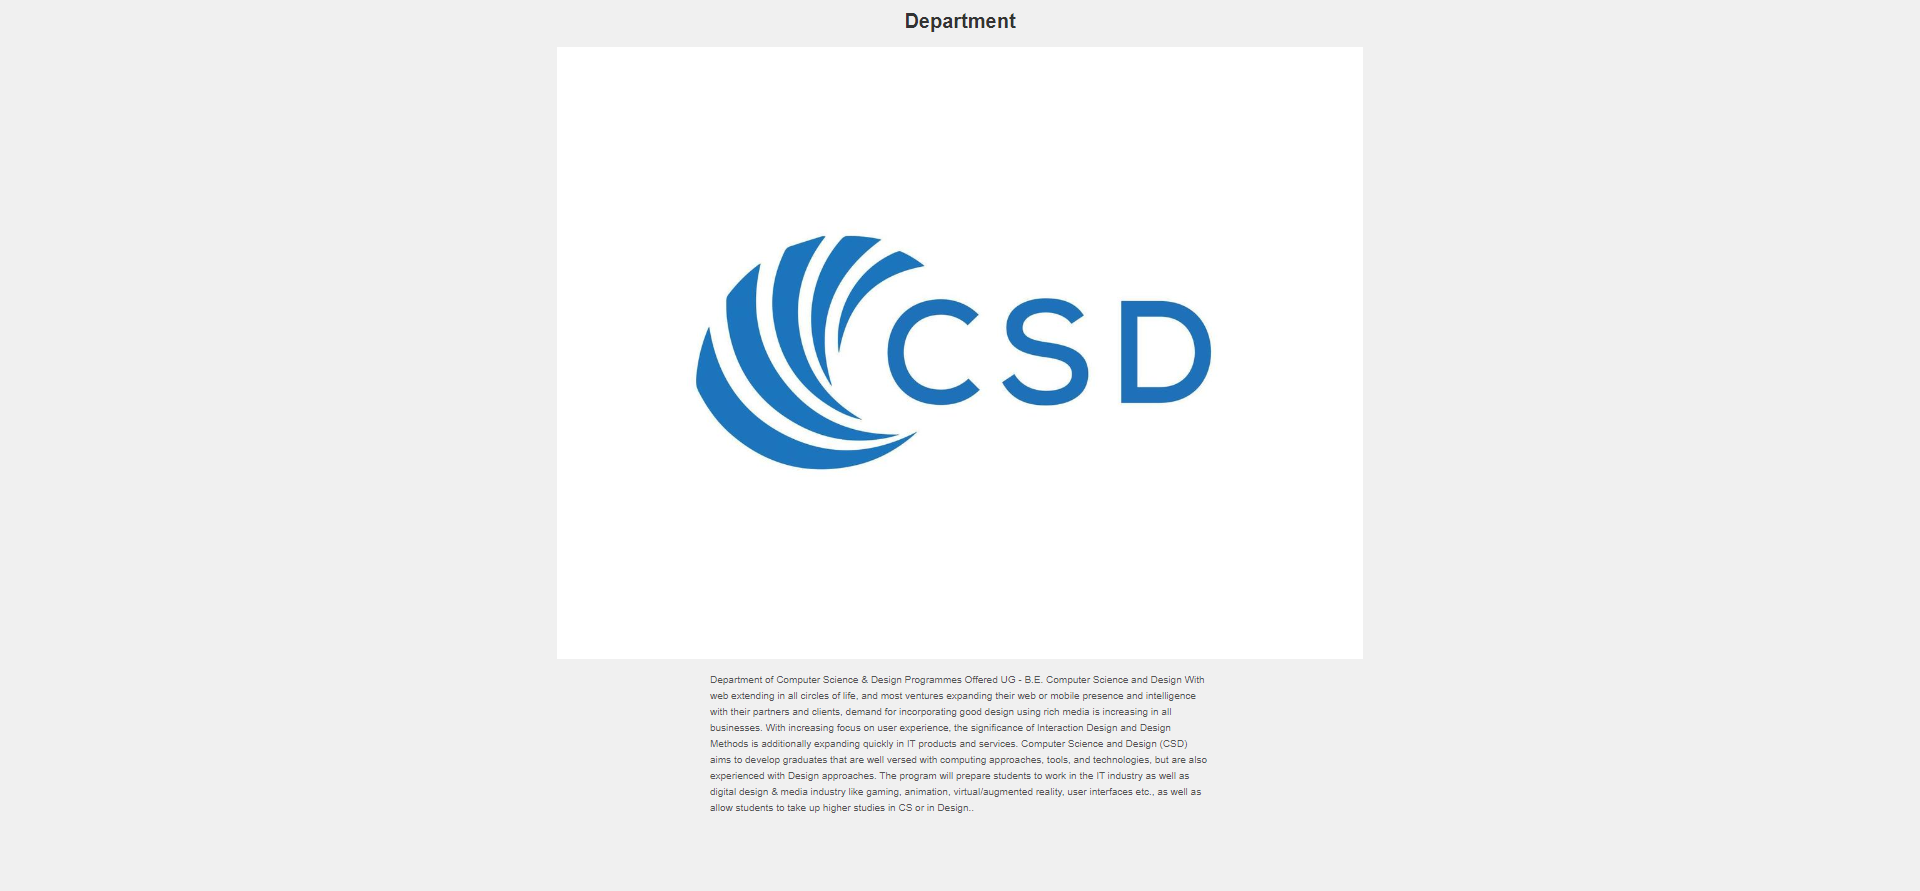 Department
CSD
Department of Computer Science & Design Programmes Offered UG - B.E. Computer Science and Design With
web extending in all circles of life, and most ventures expanding their web or mobile presence and intelligence
with their partners and clients, demand for incorporating good design using rich media is increasing in all
businesses. With increasing focus on user experience, the significance of Interaction Design and Design
Methods is additionally expanding quickly in IT products and services. Computer Science and Design (CSD)
aims to develop graduates that are well versed with computing approaches, tools, and technologies, but are also
experienced with Design approaches. The program will prepare students to work in the IT industry as well as
digital design & media industry like gaming, animation, virtual/augmented reality, user interfaces etc., as well as
allow students to take up higher studies in CS or in Design..